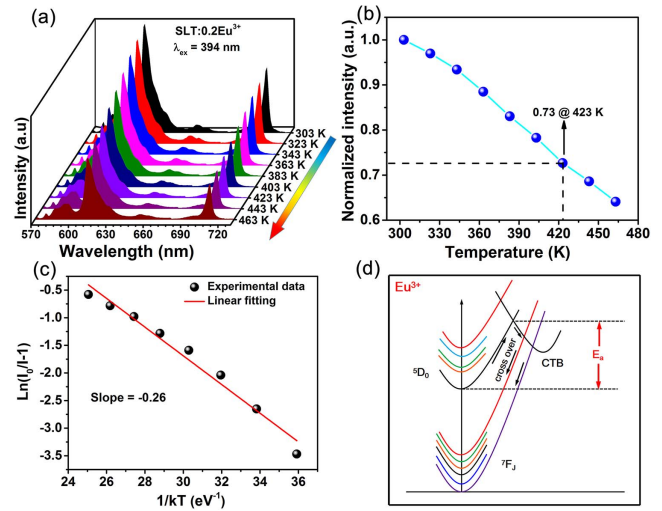 (a)
SLT:0.2Eu³⁺
λex = 394 nm
Intensity (a.u)
303 K
323 K
343 K
363 K
383 K
403 K
423 K
443 K
463 K
570 600 630 660 690 720
Wavelength (nm)
(b)
Normalized intensity (a.u.)
1.0
0.9
0.8
0.7
0.6
0.73 @ 423 K
300 330 360 390 420 450 480
Temperature (K)
(c)
Ln(I₀/I-1)
0.0
-0.5
-1.0
-1.5
-2.0
-2.5
-3.0
-3.5
Experimental data
Linear fitting
Slope = -0.26
24 26 28 30 32 34 36
1/kT (eV⁻¹)
(d)
Eu³⁺
⁵D₀
cross over
CTB
Eₐ
⁷F_J